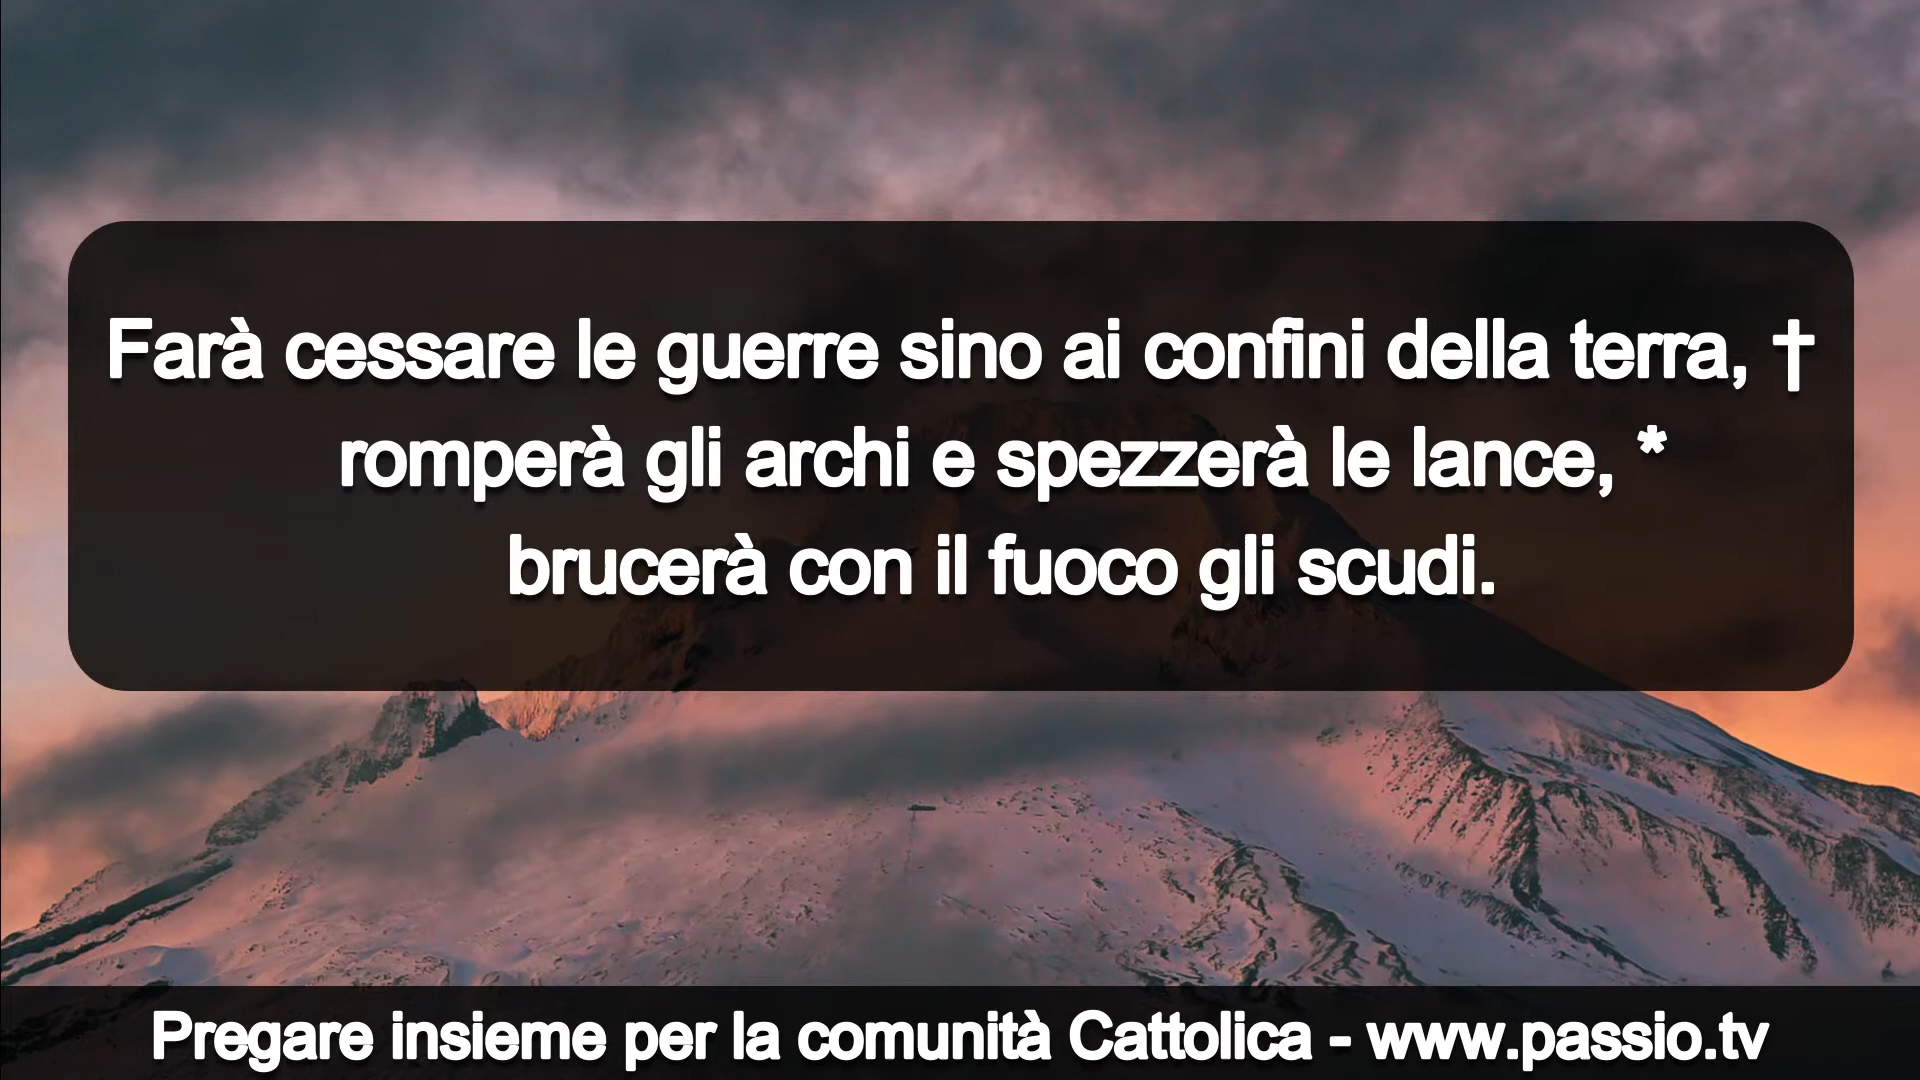 Farà cessare le guerre sino ai confini della terra, †
romperà gli archi e spezzerà le lance, *
brucerà con il fuoco gli scudi.
Pregare insieme per la comunità Cattolica - www.passio.tv